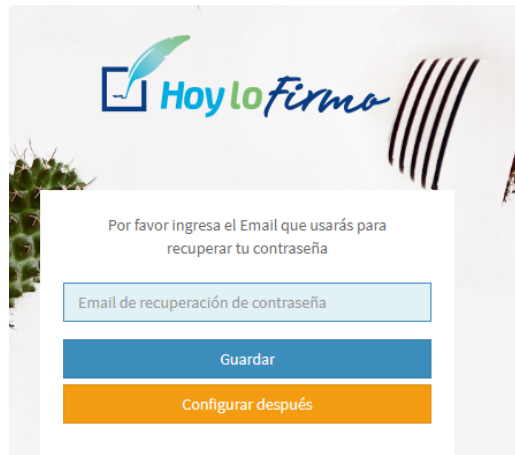 Hoy lo Firmo
Por favor ingresa el Email que usarás para
recuperar tu contraseña
Email de recuperación de contraseña
Guardar
Configurar después